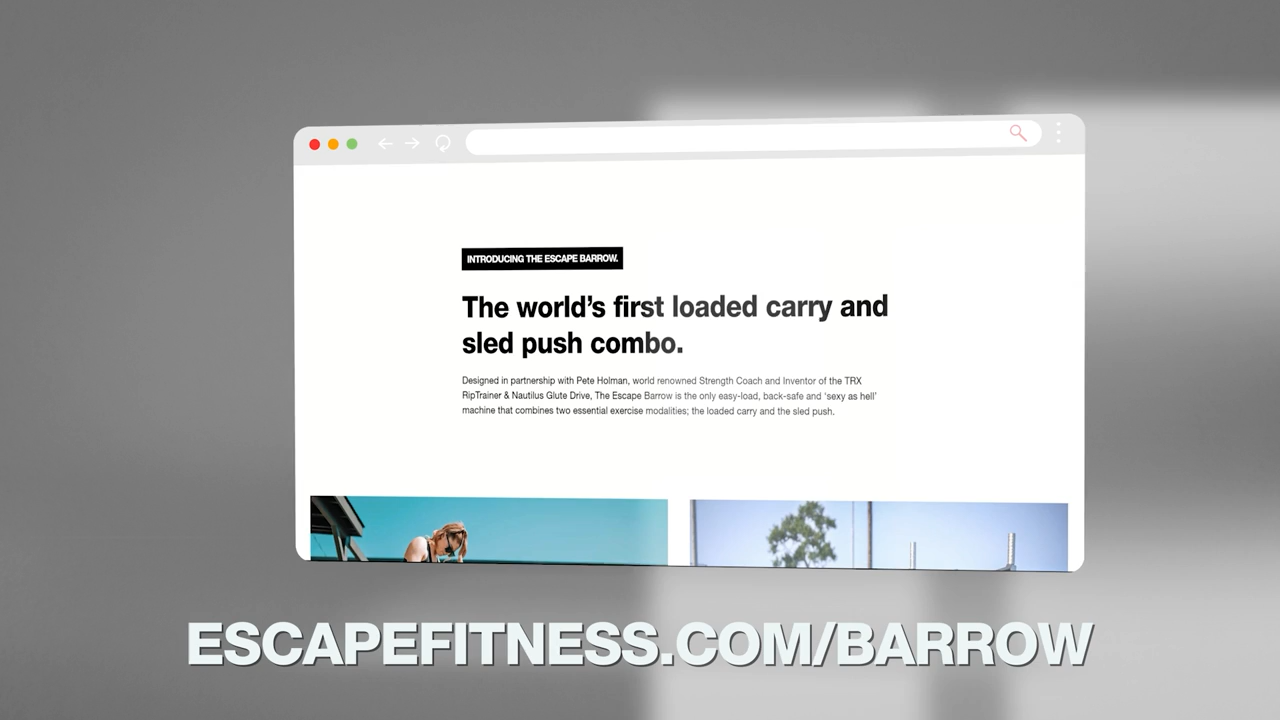 INTRODUCING THE ESCAPE BARROW.
The world’s first loaded carry and
sled push combo.
Designed in partnership with Pete Holman, world renowned Strength Coach and Inventor of the TRX
RipTrainer & Nautilus Glute Drive, The Escape Barrow is the only easy-load, back-safe and ‘sexy as hell’
machine that combines two essential exercise modalities; the loaded carry and the sled push.
ESCAPEFITNESS.COM/BARROW